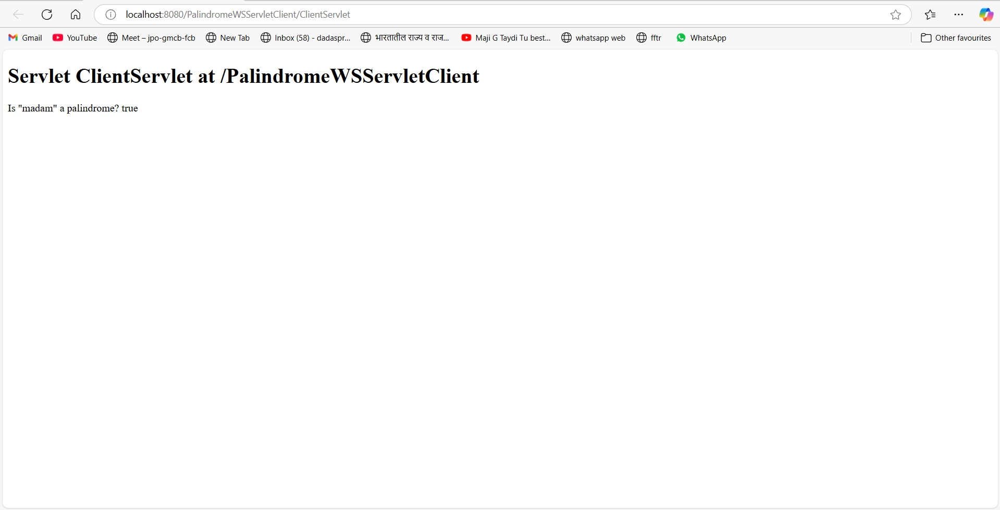 localhost:8080/PalindromeWSServletClient/ClientServlet
Gmail YouTube Meet – jpo-gmcb-fcb New Tab Inbox (58) - dadaspr... भारतातील राज्य व राज... Maji G Taydi Tu best... whatsapp web fftr WhatsApp Other favourites
Servlet ClientServlet at /PalindromeWSServletClient
Is "madam" a palindrome? true